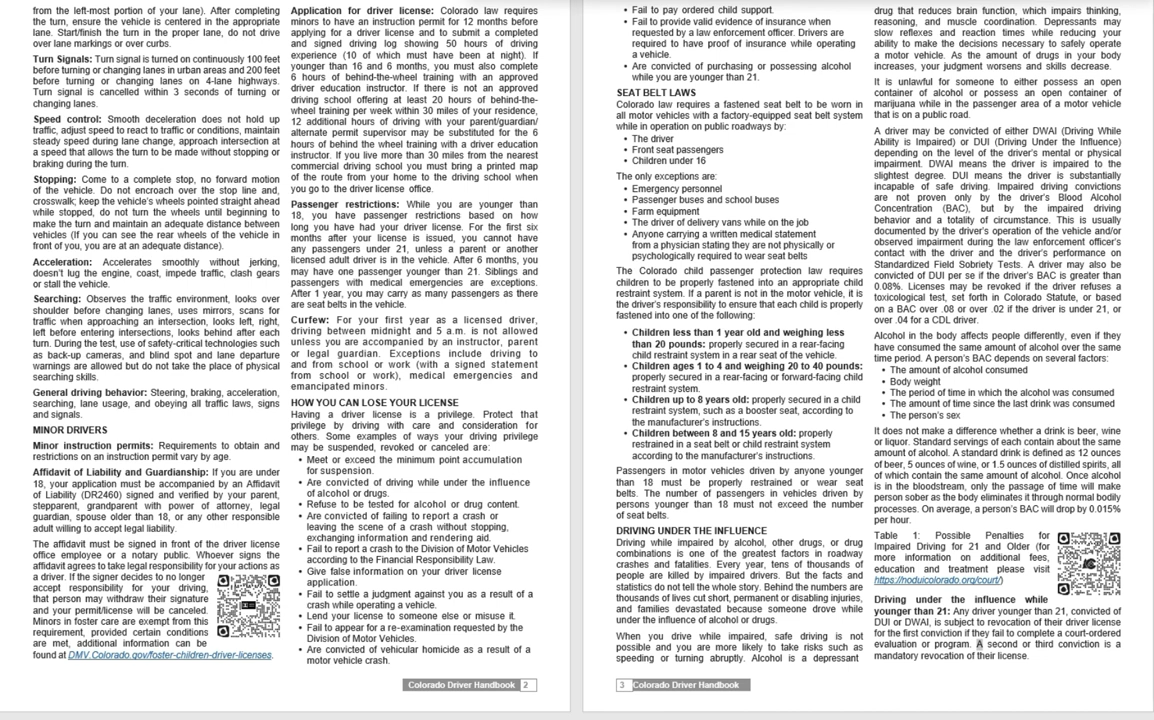 from the left-most portion of your lane). After completing
the turn, ensure the vehicle is centered in the appropriate
lane. Start/finish the turn in the proper lane, do not drive
over lane markings or over curbs.
Turn Signals: Turn signal is turned on continuously 100 feet
before turning or changing lanes in urban areas and 200 feet
before turning or changing lanes on 4-lane highways.
Turn signal is cancelled within 3 seconds of turning or
changing lanes.
Speed control: Smooth deceleration does not hold up
traffic, adjust speed to react to traffic or conditions, maintain
steady speed during lane change, approach intersection at
a speed that allows the turn to be made without stopping or
braking during the turn.
Stopping: Come to a complete stop, no forward motion
of the vehicle. Do not encroach over the stop line and,
crosswalk; keep the vehicle's wheels pointed straight ahead
while stopped, do not turn the wheels until beginning to
make the turn and maintain an adequate distance between
vehicles (If you can see the rear wheels of the vehicle in
front of you, you are at an adequate distance).
Acceleration: Accelerates smoothly without jerking,
doesn't lug the engine, coast, impede traffic, clash gears
or stall the vehicle.
Searching: Observes the traffic environment, looks over
shoulder before changing lanes, uses mirrors, scans for
traffic when approaching an intersection, looks left, right,
left before entering intersections, looks behind after each
turn. During the test, use of safety-critical technologies such
as back-up cameras, and blind spot and lane departure
warnings are allowed but do not take the place of physical
searching skills.
General driving behavior: Steering, braking, acceleration,
searching, lane usage, and obeying all traffic laws, signs
and signals.
MINOR DRIVERS
Minor instruction permits: Requirements to obtain and
restrictions on an instruction permit vary by age.
Affidavit of Liability and Guardianship: If you are under
18, your application must be accompanied by an Affidavit
of Liability (DR2460) signed and verified by your parent,
stepparent, grandparent with power of attorney, legal
guardian, spouse older than 18, or any other responsible
adult willing to accept legal liability.
The affidavit must be signed in front of the driver license
office employee or a notary public. Whoever signs the
affidavit agrees to take legal responsibility for your actions as
a driver. If the signer decides to no longer
accept responsibility for your driving,
that person may withdraw their signature
and your permit/license will be canceled.
Minors in foster care are exempt from this
requirement, provided certain conditions
are met, additional information can be
found at DMV.Colorado.gov/foster-children-driver-licenses.
Application for driver license: Colorado law requires
minors to have an instruction permit for 12 months before
applying for a driver license and to submit a completed
and signed driving log showing 50 hours of driving
experience (10 of which must have been at night). If
younger than 16 and 6 months, you must also complete
6 hours of behind-the-wheel training with an approved
driver education instructor. If there is not an approved
driving school offering at least 20 hours of behind-the-
wheel training per week within 30 miles of your residence,
12 additional hours of driving with your parent/guardian/
alternate permit supervisor may be substituted for the 6
hours of behind the wheel training with a driver education
instructor. If you live more than 30 miles from the nearest
commercial driving school you must bring a printed map
of the route from your home to the driving school when
you go to the driver license office.
Passenger restrictions: While you are younger than
18, you have passenger restrictions based on how
long you have had your driver license. For the first six
months after your license is issued, you cannot have
any passengers under 21, unless a parent or another
licensed adult driver is in the vehicle. After 6 months, you
may have one passenger younger than 21. Siblings and
passengers with medical emergencies are exceptions.
After 1 year, you may carry as many passengers as there
are seat belts in the vehicle.
Curfew: For your first year as a licensed driver,
driving between midnight and 5 a.m. is not allowed
unless you are accompanied by an instructor, parent
or legal guardian. Exceptions include driving to
and from school or work (with a signed statement
from school or work), medical emergencies and
emancipated minors.
HOW YOU CAN LOSE YOUR LICENSE
Having a driver license is a privilege. Protect that
privilege by driving with care and consideration for
others. Some examples of ways your driving privilege
may be suspended, revoked or canceled are:
• Meet or exceed the minimum point accumulation
for suspension.
• Are convicted of driving while under the influence
of alcohol or drugs.
• Refuse to be tested for alcohol or drug content.
• Are convicted of failing to report a crash or
leaving the scene of a crash without stopping,
exchanging information and rendering aid.
• Fail to report a crash to the Division of Motor Vehicles
according to the Financial Responsibility Law.
• Give false information on your driver license
application.
• Fail to settle a judgment against you as a result of a
crash while operating a vehicle.
• Lend your license to someone else or misuse it.
• Fail to appear for a re-examination requested by the
Division of Motor Vehicles.
• Are convicted of vehicular homicide as a result of a
motor vehicle crash.
Colorado Driver Handbook 2
• Fail to pay ordered child support.
• Fail to provide valid evidence of insurance when
requested by a law enforcement officer. Drivers are
required to have proof of insurance while operating
a vehicle.
• Are convicted of purchasing or possessing alcohol
while you are younger than 21.
SEAT BELT LAWS
Colorado law requires a fastened seat belt to be worn in
all motor vehicles with a factory-equipped seat belt system
while in operation on public roadways by:
• The driver
• Front seat passengers
• Children under 16
The only exceptions are:
• Emergency personnel
• Passenger buses and school buses
• Farm equipment
• The driver of delivery vans while on the job
• Anyone carrying a written medical statement
from a physician stating they are not physically or
psychologically required to wear seat belts
The Colorado child passenger protection law requires
children to be properly fastened into an appropriate child
restraint system. If a parent is not in the motor vehicle, it is
the driver's responsibility to ensure that each child is properly
fastened into one of the following:
• Children less than 1 year old and weighing less
than 20 pounds: properly secured in a rear-facing
child restraint system in a rear seat of the vehicle.
• Children ages 1 to 4 and weighing 20 to 40 pounds:
properly secured in a rear-facing or forward-facing child
restraint system.
• Children up to 8 years old: properly secured in a child
restraint system, such as a booster seat, according to
the manufacturer's instructions.
• Children between 8 and 15 years old: properly
restrained in a seat belt or child restraint system
according to the manufacturer's instructions.
Passengers in motor vehicles driven by anyone younger
than 18 must be properly restrained or wear seat
belts. The number of passengers in vehicles driven by
persons younger than 18 must not exceed the number
of seat belts.
DRIVING UNDER THE INFLUENCE
Driving while impaired by alcohol, other drugs, or drug
combinations is one of the greatest factors in roadway
crashes and fatalities. Every year, tens of thousands of
people are killed by impaired drivers. But the facts and
statistics do not tell the whole story. Behind the numbers are
thousands of lives cut short, permanent or disabling injuries,
and families devastated because someone drove while
under the influence of alcohol or drugs.
When you drive while impaired, safe driving is not
possible and you are more likely to take risks such as
speeding or turning abruptly. Alcohol is a depressant
drug that reduces brain function, which impairs thinking,
reasoning, and muscle coordination. Depressants may
slow reflexes and reaction times while reducing your
ability to make the decisions necessary to safely operate
a motor vehicle. As the amount of drugs in your body
increases, your judgment worsens and skills decrease.
It is unlawful for someone to either possess an open
container of alcohol or possess an open container of
marijuana while in the passenger area of a motor vehicle
that is on a public road.
A driver may be convicted of either DWAI (Driving While
Ability is Impaired) or DUI (Driving Under the Influence)
depending on the level of the driver's mental or physical
impairment. DWAI means the driver is impaired to the
slightest degree. DUI means the driver is substantially
incapable of safe driving. Impaired driving convictions
are not proven only by the driver's Blood Alcohol
Concentration (BAC), but by the impaired driving
behavior and a totality of circumstance. This is usually
documented by the driver's operation of the vehicle and/or
observed impairment during the law enforcement officer's
contact with the driver and the driver's performance on
Standardized Field Sobriety Tests. A driver may also be
convicted of DUI per se if the driver's BAC is greater than
0.08%. Licenses may be revoked if the driver refuses a
toxicological test, set forth in Colorado Statute, or based
on a BAC over .08 or over .02 if the driver is under 21, or
over .04 for a CDL driver.
Alcohol in the body affects people differently, even if they
have consumed the same amount of alcohol over the same
time period. A person's BAC depends on several factors:
• The amount of alcohol consumed
• Body weight
• The period of time in which the alcohol was consumed
• The amount of time since the last drink was consumed
• The person's sex
It does not make a difference whether a drink is beer, wine
or liquor. Standard servings of each contain about the same
amount of alcohol. A standard drink is defined as 12 ounces
of beer, 5 ounces of wine, or 1.5 ounces of distilled spirits, all
of which contain the same amount of alcohol. Once alcohol
is in the bloodstream, only the passage of time will make
person sober as the body eliminates it through normal bodily
processes. On average, a person's BAC will drop by 0.015%
per hour.
Table 1: Possible Penalties for
Impaired Driving for 21 and Older (for
more information on additional fees,
education and treatment please visit
https://noduicolorado.org/court/)
Driving under the influence while
younger than 21: Any driver younger than 21, convicted of
DUI or DWAI, is subject to revocation of their driver license
for the first conviction if they fail to complete a court-ordered
evaluation or program. A second or third conviction is a
mandatory revocation of their license.
3 Colorado Driver Handbook